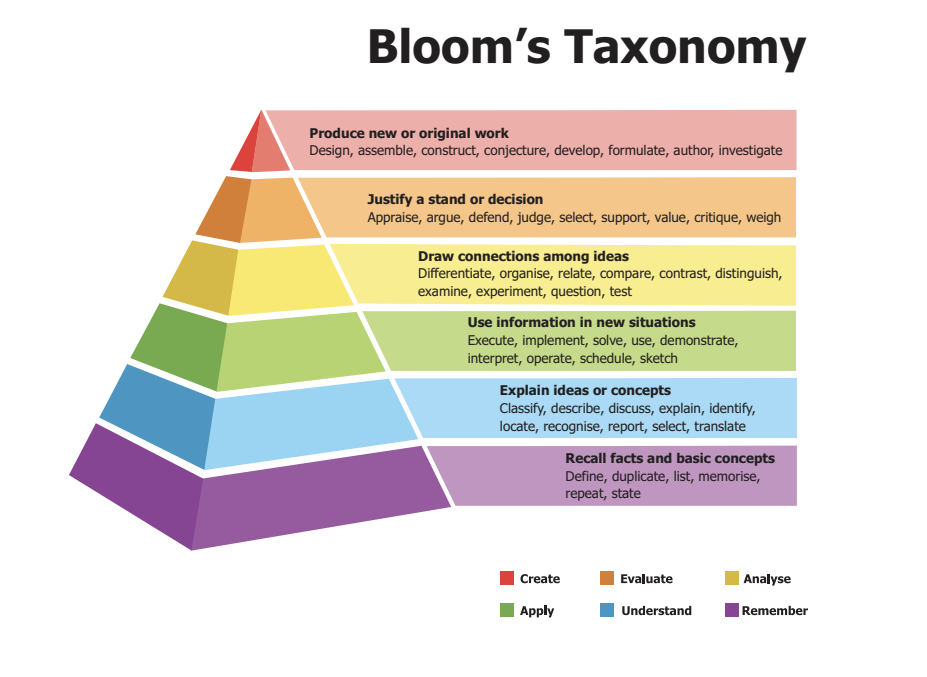 Bloom’s Taxonomy
Produce new or original work
Design, assemble, construct, conjecture, develop, formulate, author, investigate
Justify a stand or decision
Appraise, argue, defend, judge, select, support, value, critique, weigh
Draw connections among ideas
Differentiate, organise, relate, compare, contrast, distinguish,
examine, experiment, question, test
Use information in new situations
Execute, implement, solve, use, demonstrate,
interpret, operate, schedule, sketch
Explain ideas or concepts
Classify, describe, discuss, explain, identify,
locate, recognise, report, select, translate
Recall facts and basic concepts
Define, duplicate, list, memorise,
repeat, state
Create Evaluate Analyse
Apply Understand Remember